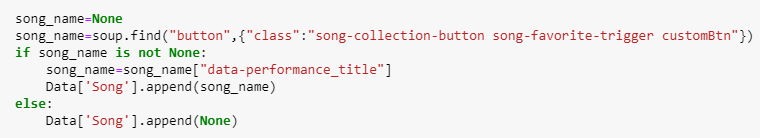 song_name=None
song_name=soup.find("button",{"class":"song-collection-button song-favorite-trigger customBtn"})
if song_name is not None:
    song_name=song_name["data-performance_title"]
    Data['Song'].append(song_name)
else:
    Data['Song'].append(None)